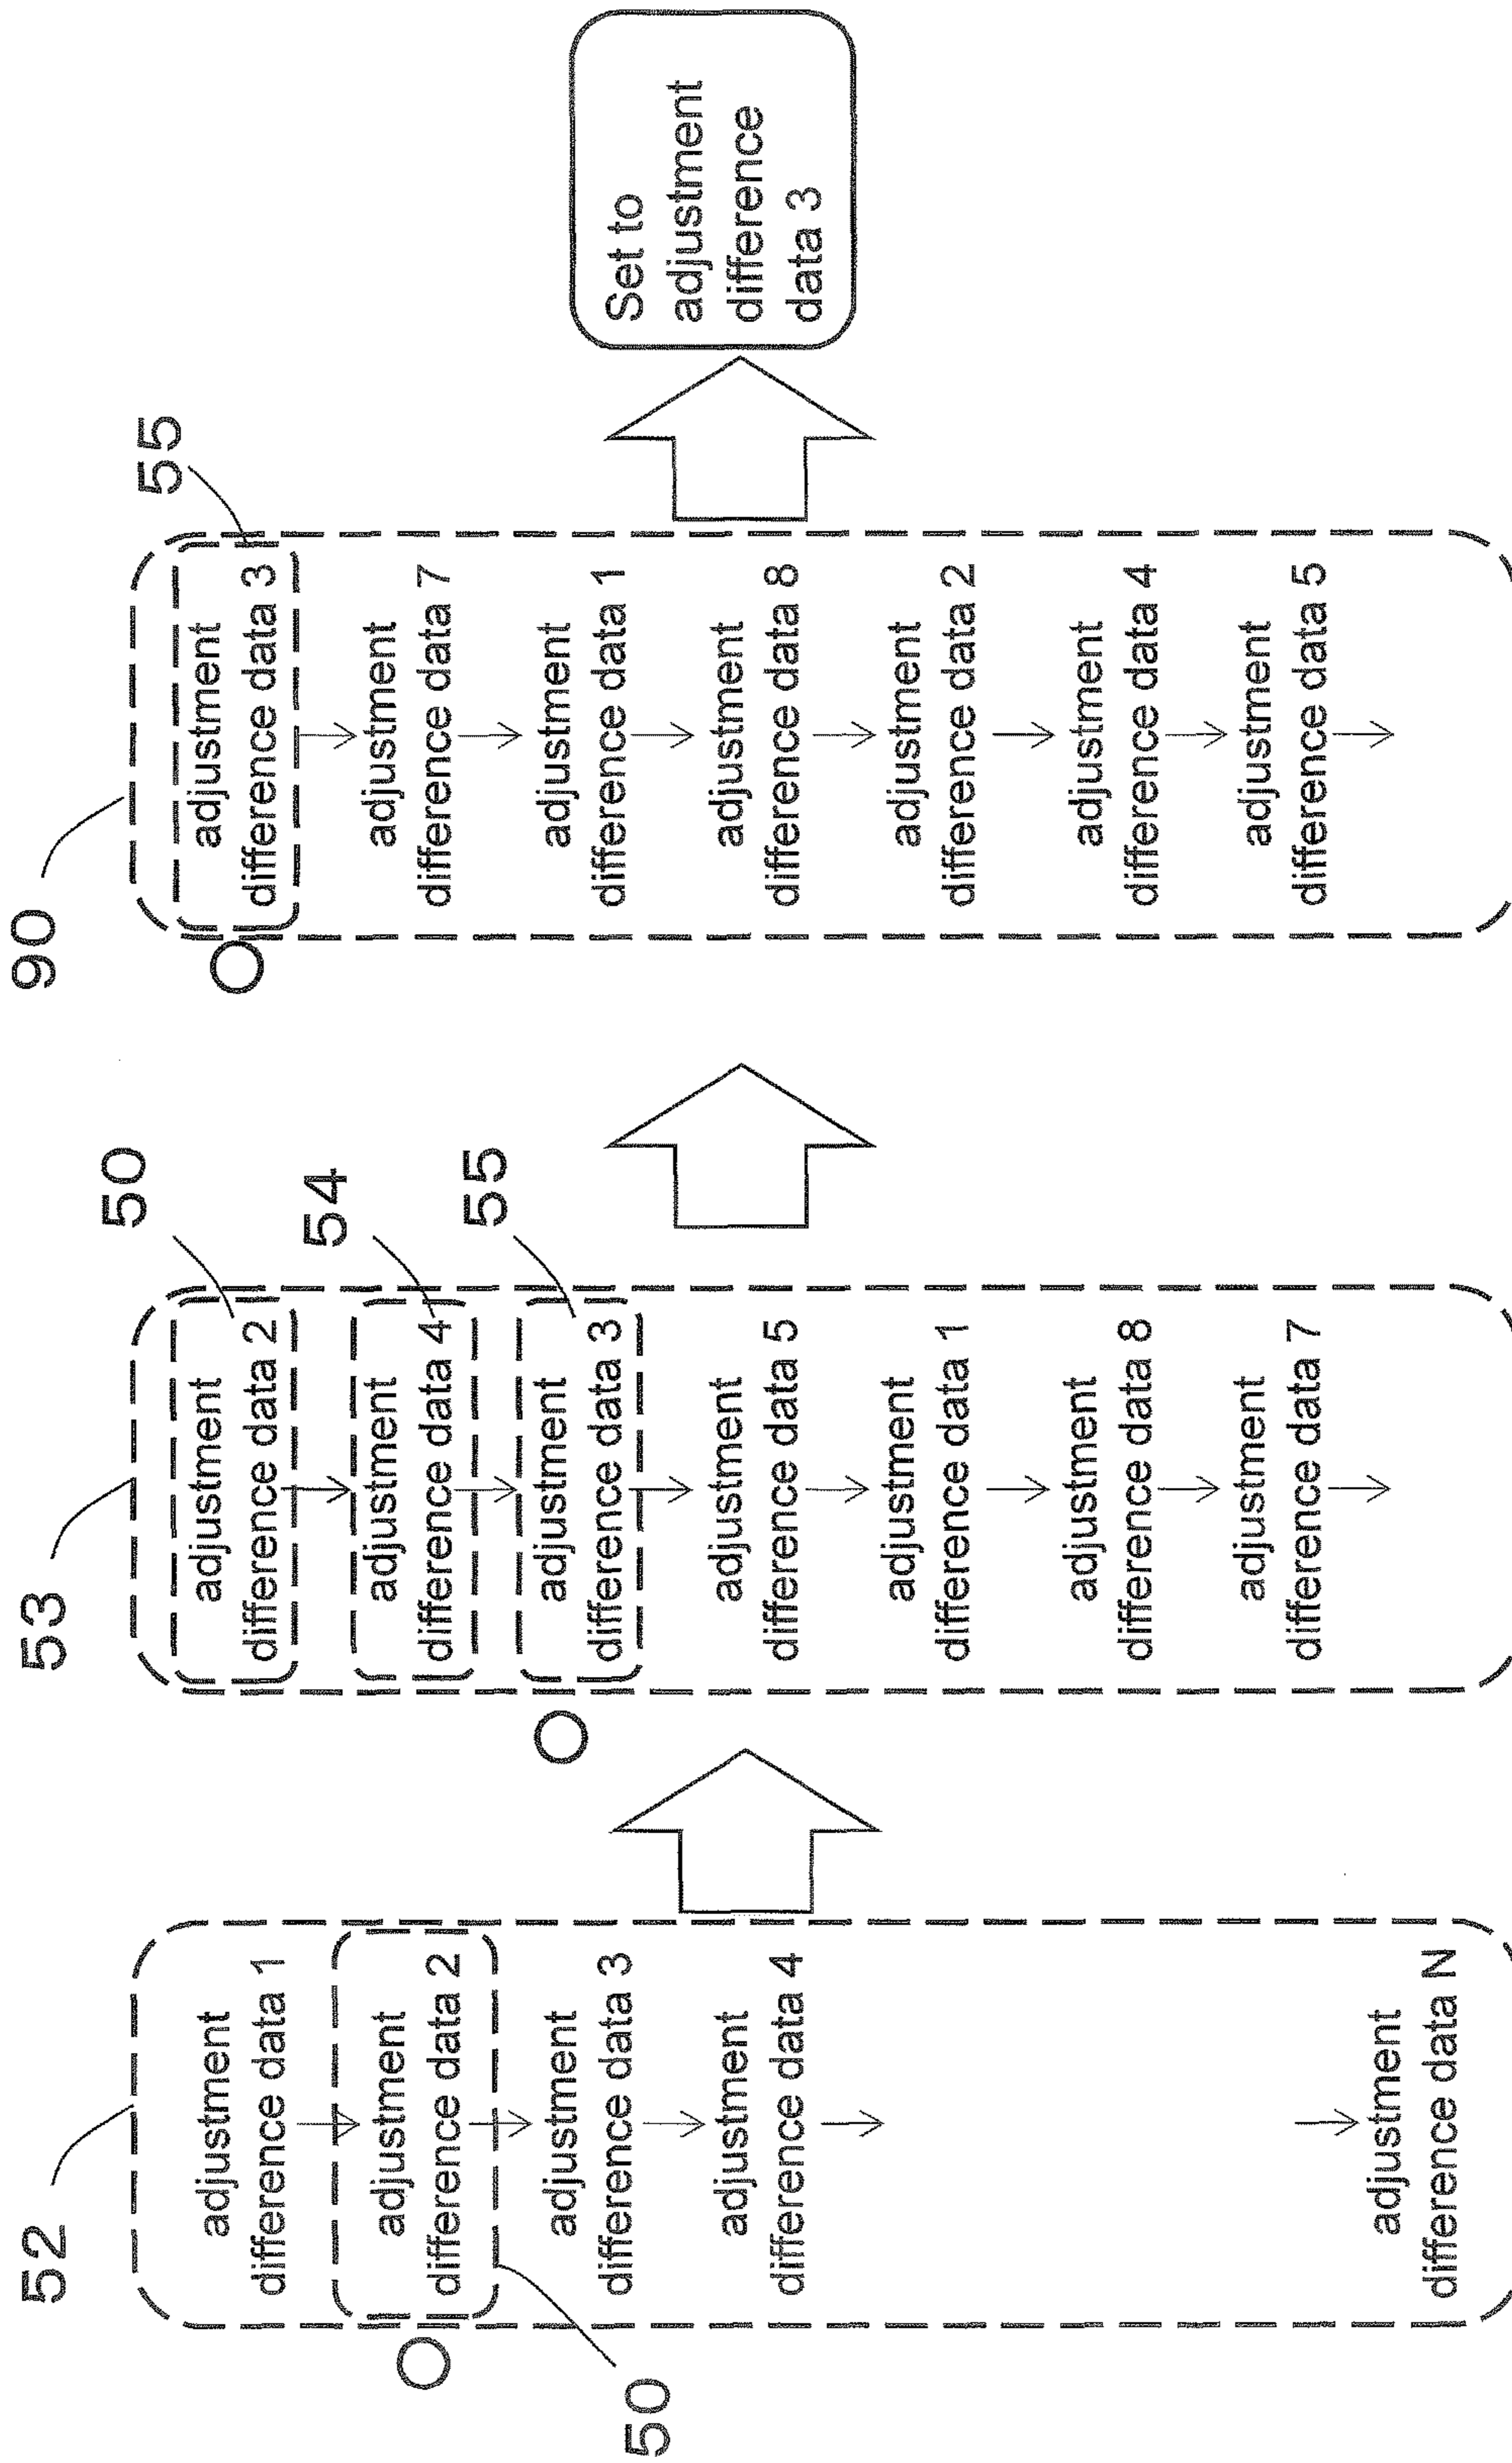 52
adjustment
difference data 1
adjustment
difference data 2
adjustment
difference data 3
adjustment
difference data 4
adjustment
difference data N
50
53
50
54
55
adjustment
difference data 2
adjustment
difference data 4
adjustment
difference data 3
adjustment
difference data 5
adjustment
difference data 1
adjustment
difference data 8
adjustment
difference data 7
90
55
adjustment
difference data 3
adjustment
difference data 7
adjustment
difference data 1
adjustment
difference data 8
adjustment
difference data 2
adjustment
difference data 4
adjustment
difference data 5
Set to
adjustment
difference
data 3